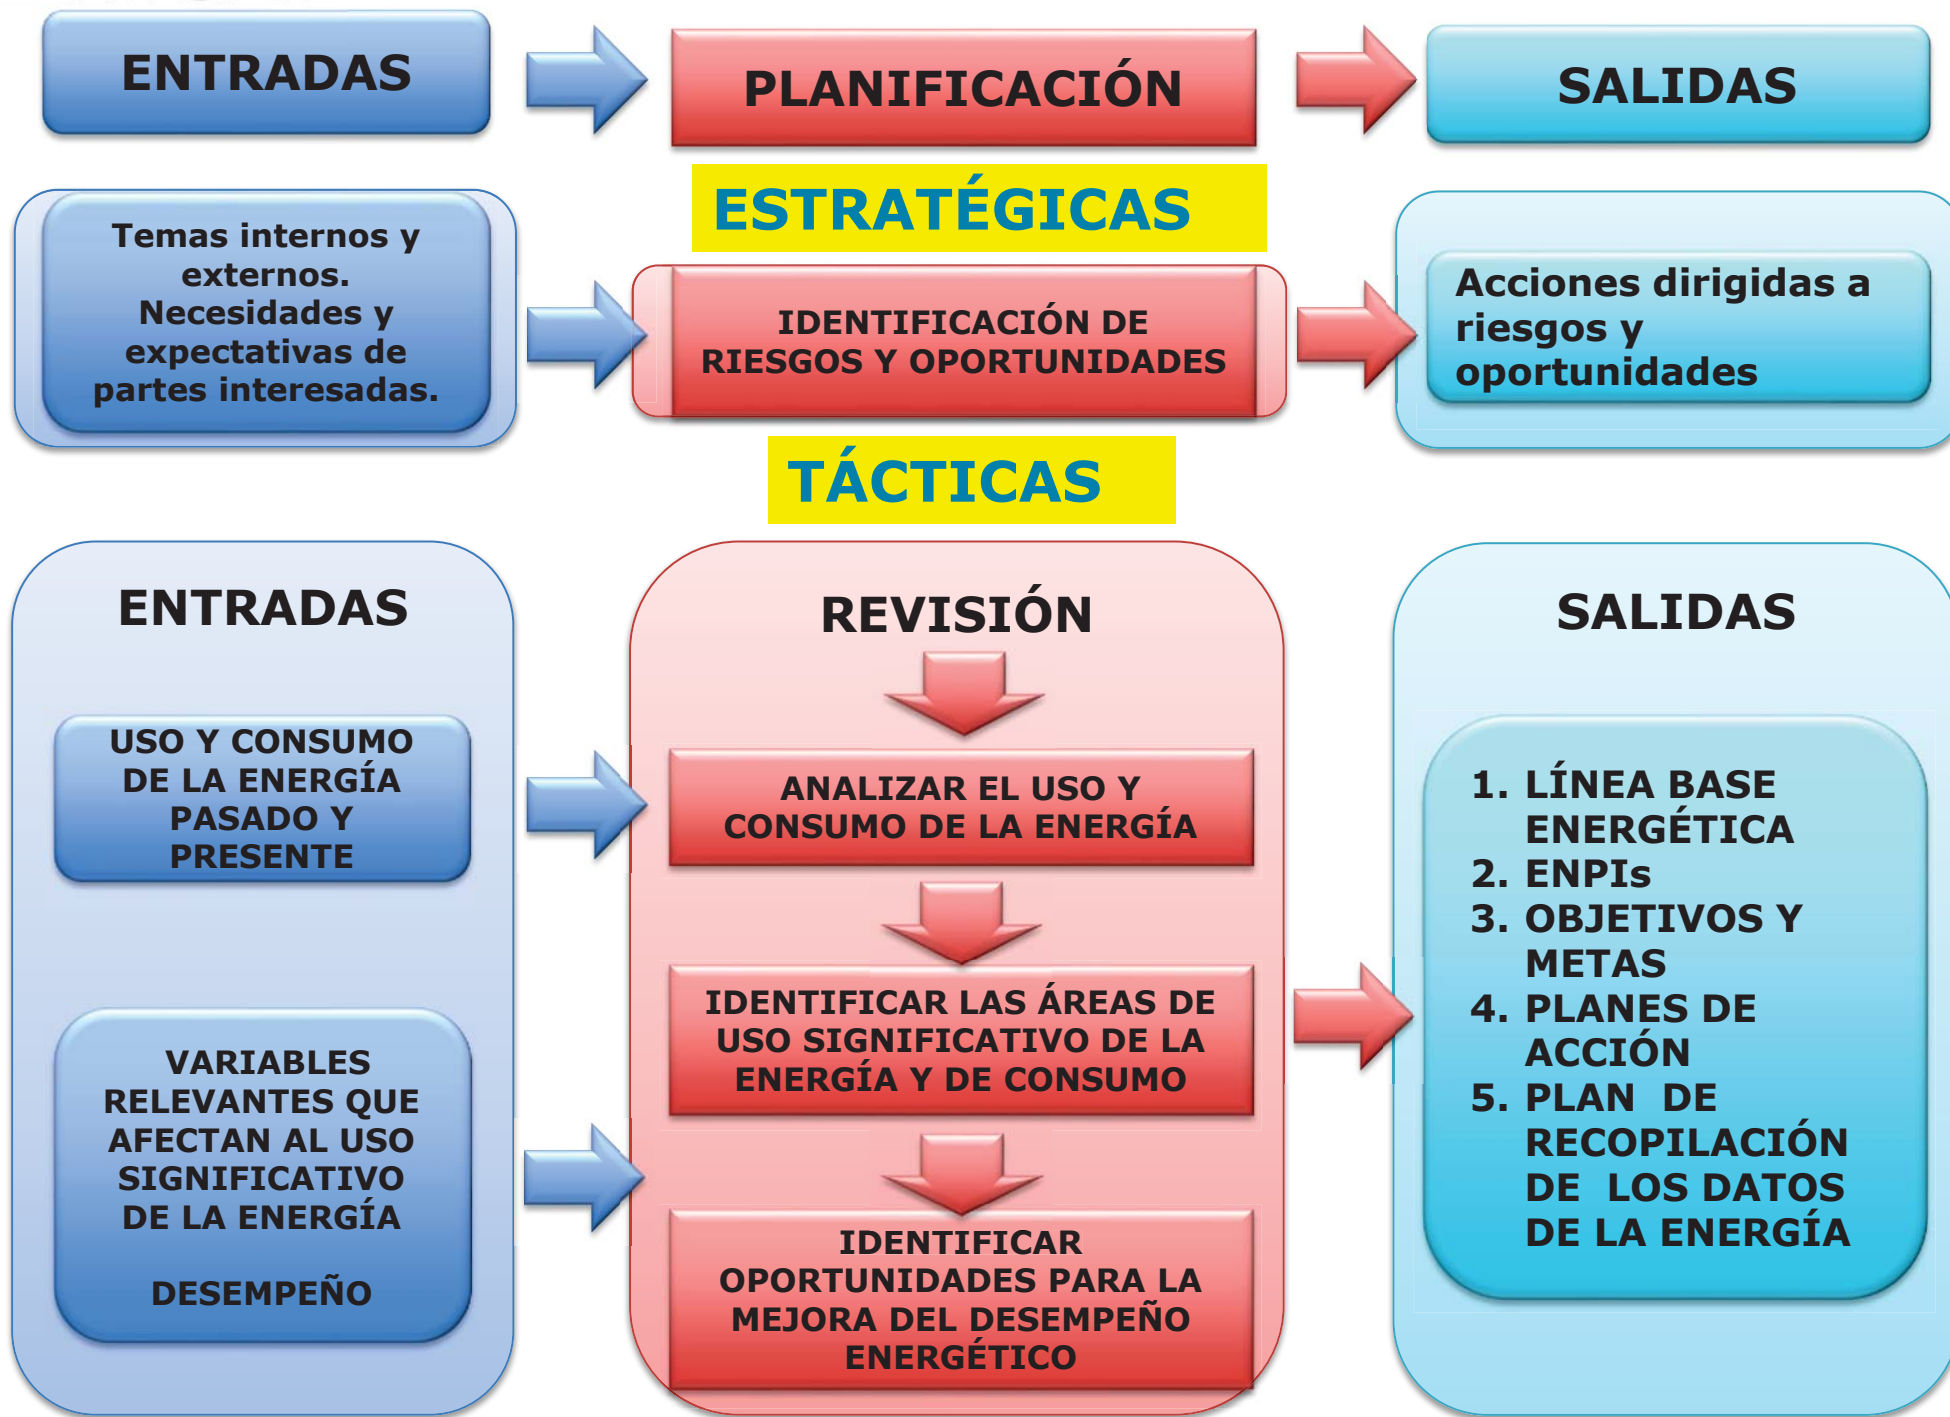 ENTRADAS
PLANIFICACIÓN
SALIDAS
ESTRATÉGICAS
Temas internos y
externos.
Necesidades y
expectativas de
partes interesadas.
IDENTIFICACIÓN DE
RIESGOS Y OPORTUNIDADES
Acciones dirigidas a
riesgos y
oportunidades
TÁCTICAS
ENTRADAS
USO Y CONSUMO
DE LA ENERGÍA
PASADO Y
PRESENTE
VARIABLES
RELEVANTES QUE
AFECTAN AL USO
SIGNIFICATIVO
DE LA ENERGÍA
DESEMPEÑO
REVISIÓN
ANALIZAR EL USO Y
CONSUMO DE LA ENERGÍA
IDENTIFICAR LAS ÁREAS DE
USO SIGNIFICATIVO DE LA
ENERGÍA Y DE CONSUMO
IDENTIFICAR
OPORTUNIDADES PARA LA
MEJORA DEL DESEMPEÑO
ENERGÉTICO
SALIDAS
1. LÍNEA BASE
ENERGÉTICA
2. ENPIs
3. OBJETIVOS Y
METAS
4. PLANES DE
ACCIÓN
5. PLAN DE
RECOPILACIÓN
DE LOS DATOS
DE LA ENERGÍA